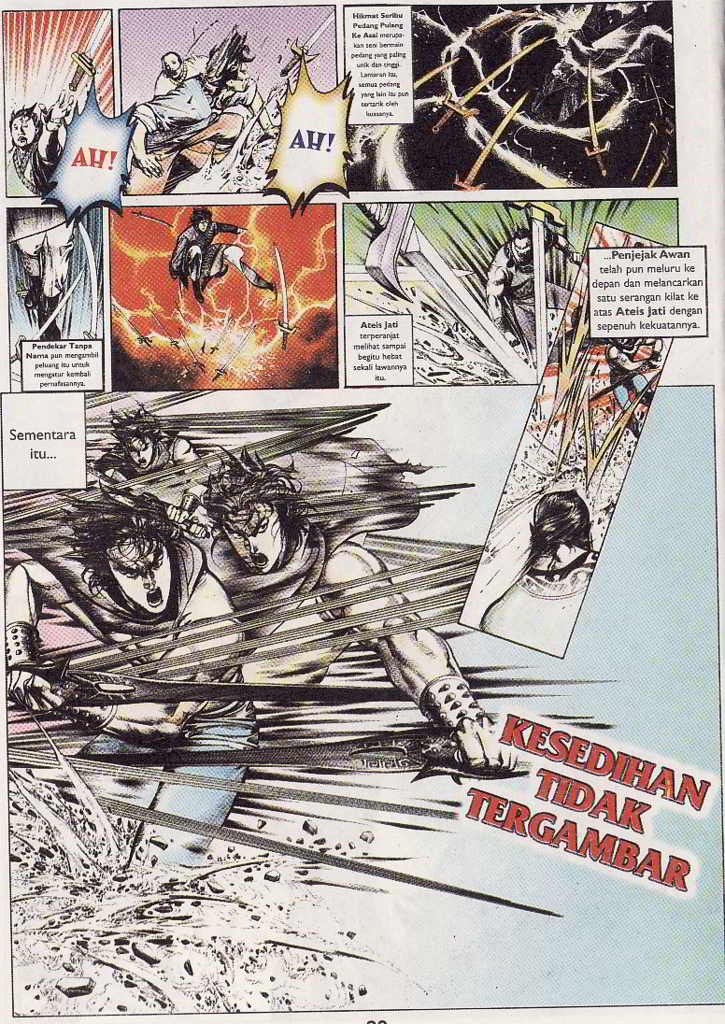 AH!
AH!
Hikmat Seribu
Pedang Pulang
Ke Asal merupa-
kan seni bermain
pedang yang paling
unik dan tinggi.
Lantaran itu,
semua pedang
yang lain itu pun
tertarik oleh
kuasanya.
Pendekar Tanpa
Nama pun mengambil
peluang itu untuk
mengatur kembali
pernafasannya.
Ateis Jati
terperanjat
melihat sampai
begitu hebat
sekali lawannya
itu.
...Penjejak Awan
telah pun meluru ke
depan dan melancarkan
satu serangan kilat ke
atas Ateis Jati dengan
sepenuh kekuatannya.
Sementara
itu...
KESEDIHAN
TIDAK
TERGAMBAR